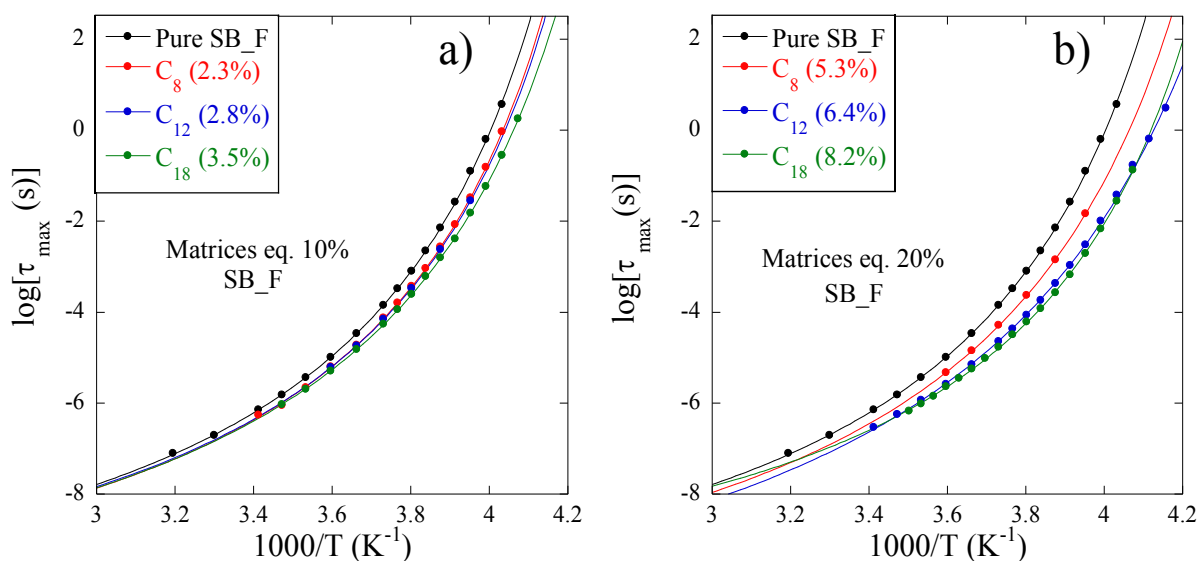 Pure SB_F
C8 (2.3%)
C12 (2.8%)
C18 (3.5%)
a)
Matrices eq. 10%
SB_F
log[τmax(s)]
2
0
-2
-4
-6
-8
3
3.2
3.4
3.6
3.8
4
4.2
1000/T (K-1)
Pure SB_F
C8 (5.3%)
C12 (6.4%)
C18 (8.2%)
b)
Matrices eq. 20%
SB_F
log[τmax(s)]
2
0
-2
-4
-6
-8
3
3.2
3.4
3.6
3.8
4
4.2
1000/T (K-1)